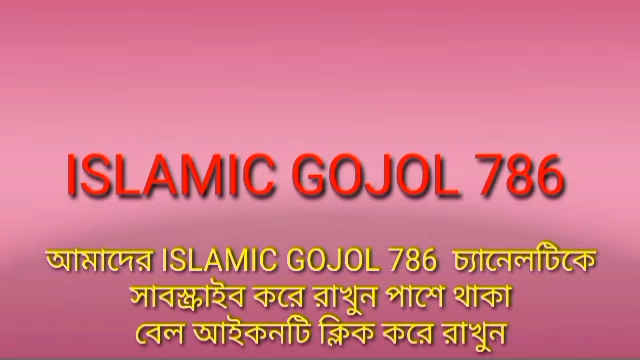 ISLAMIC GOJOL 786
আমাদের ISLAMIC GOJOL 786 চ্যানেলটিকে
সাবস্ক্রাইব করে রাখুন পাশে থাকা
বেল আইকনটি ক্লিক করে রাখুন